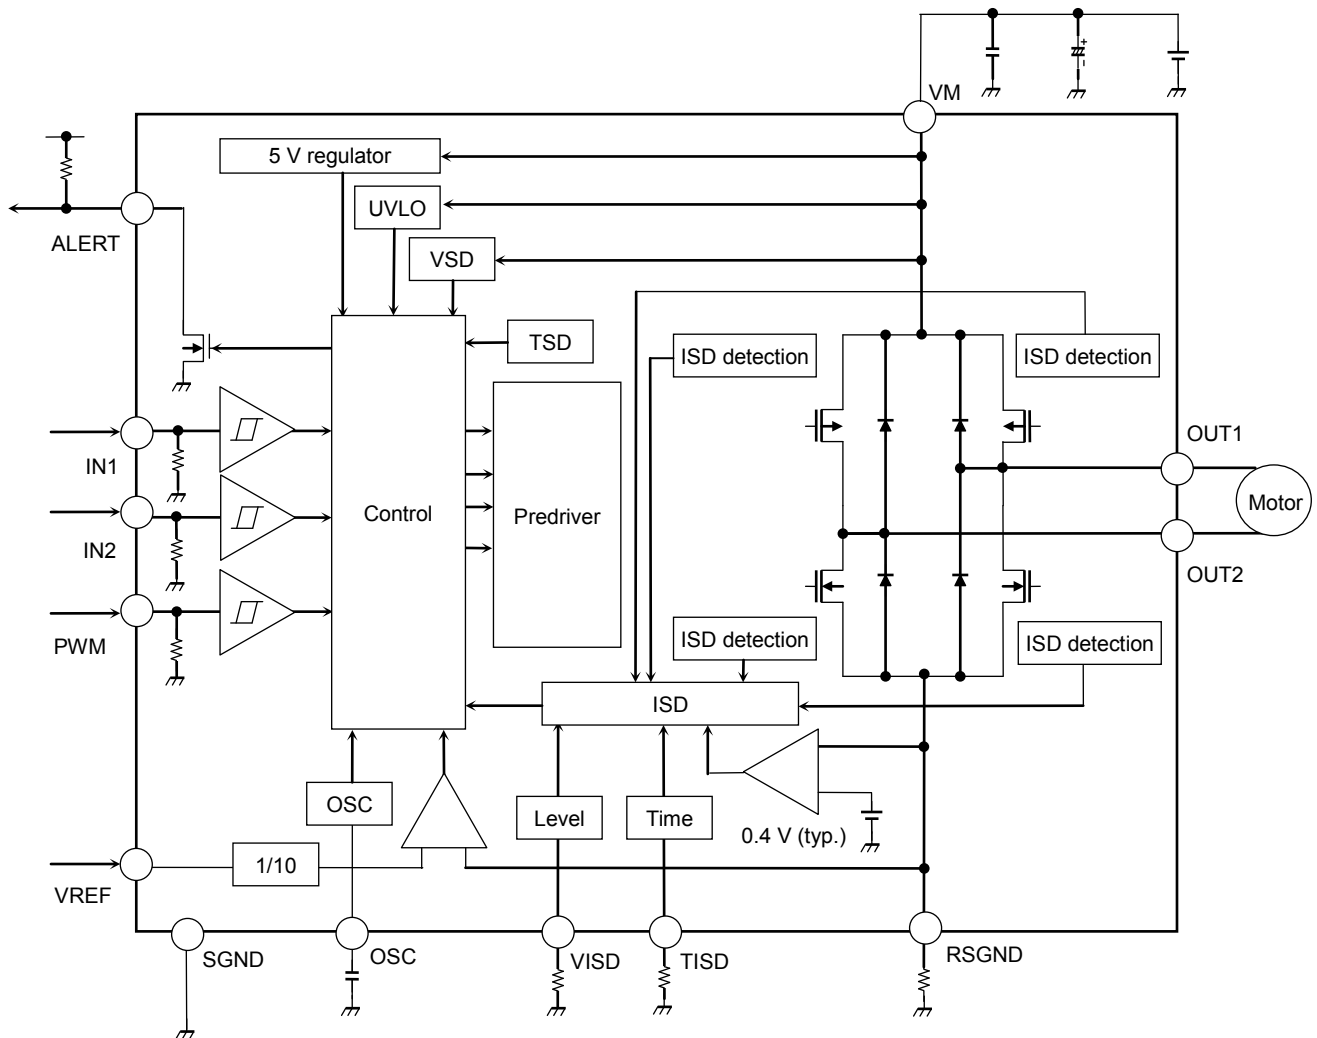 VM
5 V regulator
UVLO
ALERT
VSD
TSD
ISD detection
ISD detection
OUT1
IN1
Motor
Control
Predriver
IN2
OUT2
PWM
ISD detection
ISD detection
ISD
+
-
OSC
Level
Time
0.4 V (typ.)
1/10
VREF
SGND
OSC
VISD
TISD
RSGND